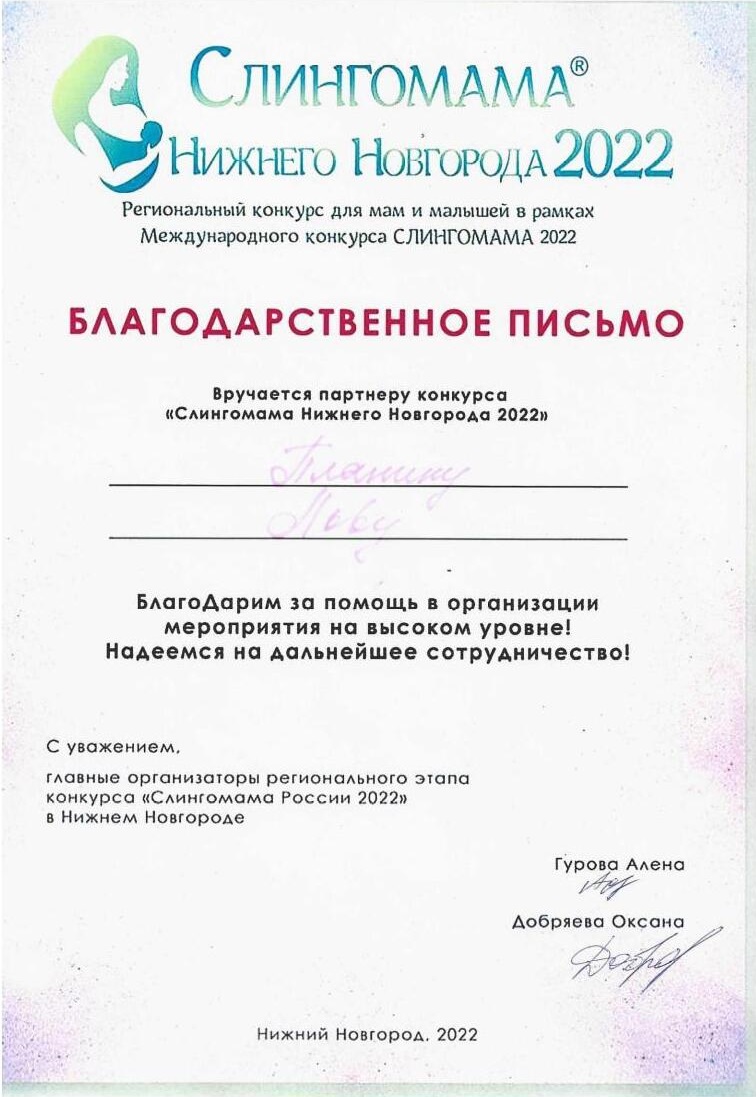 СЛИНГОМАМА®
НИЖНЕГО НОВГОРОДА 2022
Региональный конкурс для мам и малышей в рамках
Международного конкурса СЛИНГОМАМА 2022
БЛАГОДАРСТВЕННОЕ ПИСЬМО
Вручается партнеру конкурса
«Слингомама Нижнего Новгорода 2022»
Планину
Льву
БлагоДарим за помощь в организации
мероприятия на высоком уровне!
Надеемся на дальнейшее сотрудничество!
С уважением,
главные организаторы регионального этапа
конкурса «Слингомама России 2022»
в Нижнем Новгороде
Гурова Алена
Добряева Оксана
Нижний Новгород, 2022